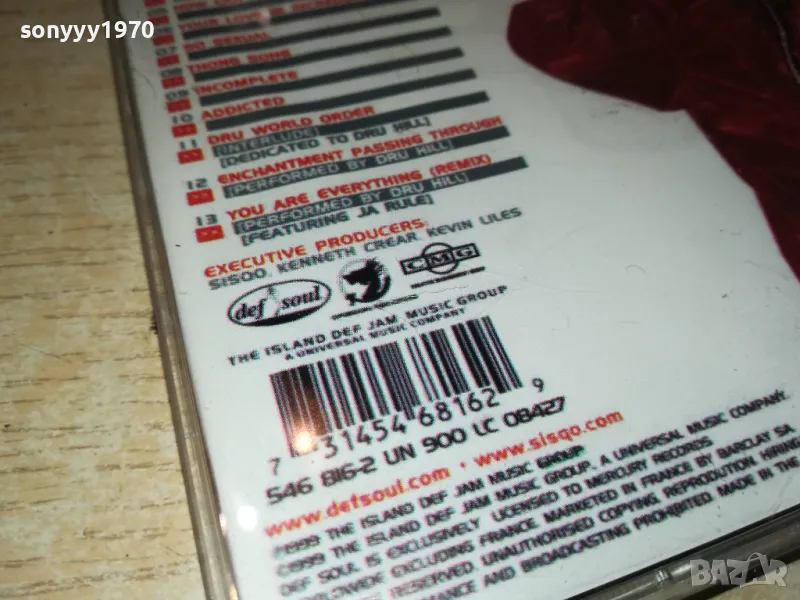 sonyyy1970
07 SO SEXUAL
08 THONG SONG
09 INCOMPLETE
10 ADDICTED
11 DRU WORLD ORDER
[INTERLUDE]
[DEDICATED TO DRU HILL]
12 ENCHANTMENT PASSING THROUGH
[PERFORMED BY DRU HILL]
13 YOU ARE EVERYTHING (REMIX)
[PERFORMED BY DRU HILL]
[FEATURING JA RULE]
EXECUTIVE PRODUCERS:
SISQO, KENNETH CREAR, KEVIN LILES
def soul
CMG
THE ISLAND DEF JAM MUSIC GROUP
A UNIVERSAL MUSIC COMPANY
7 31454 68162 9
546 816-2 UN 900 LC 08427
www.defsoul.com · www.sisqo.com
℗1999 THE ISLAND DEF JAM MUSIC GROUP
©1999 THE ISLAND DEF JAM MUSIC GROUP. A UNIVERSAL MUSIC COMPANY.
DEF SOUL IS EXCLUSIVELY LICENSED TO MERCURY RECORDS
WORLDWIDE EXCLUDING FRANCE. MARKETED IN FRANCE BY BARCLAY SA
RESERVED. UNAUTHORISED COPYING, REPRODUCTION, HIRING
AND BROADCASTING PROHIBITED. MADE IN THE
BAZAR